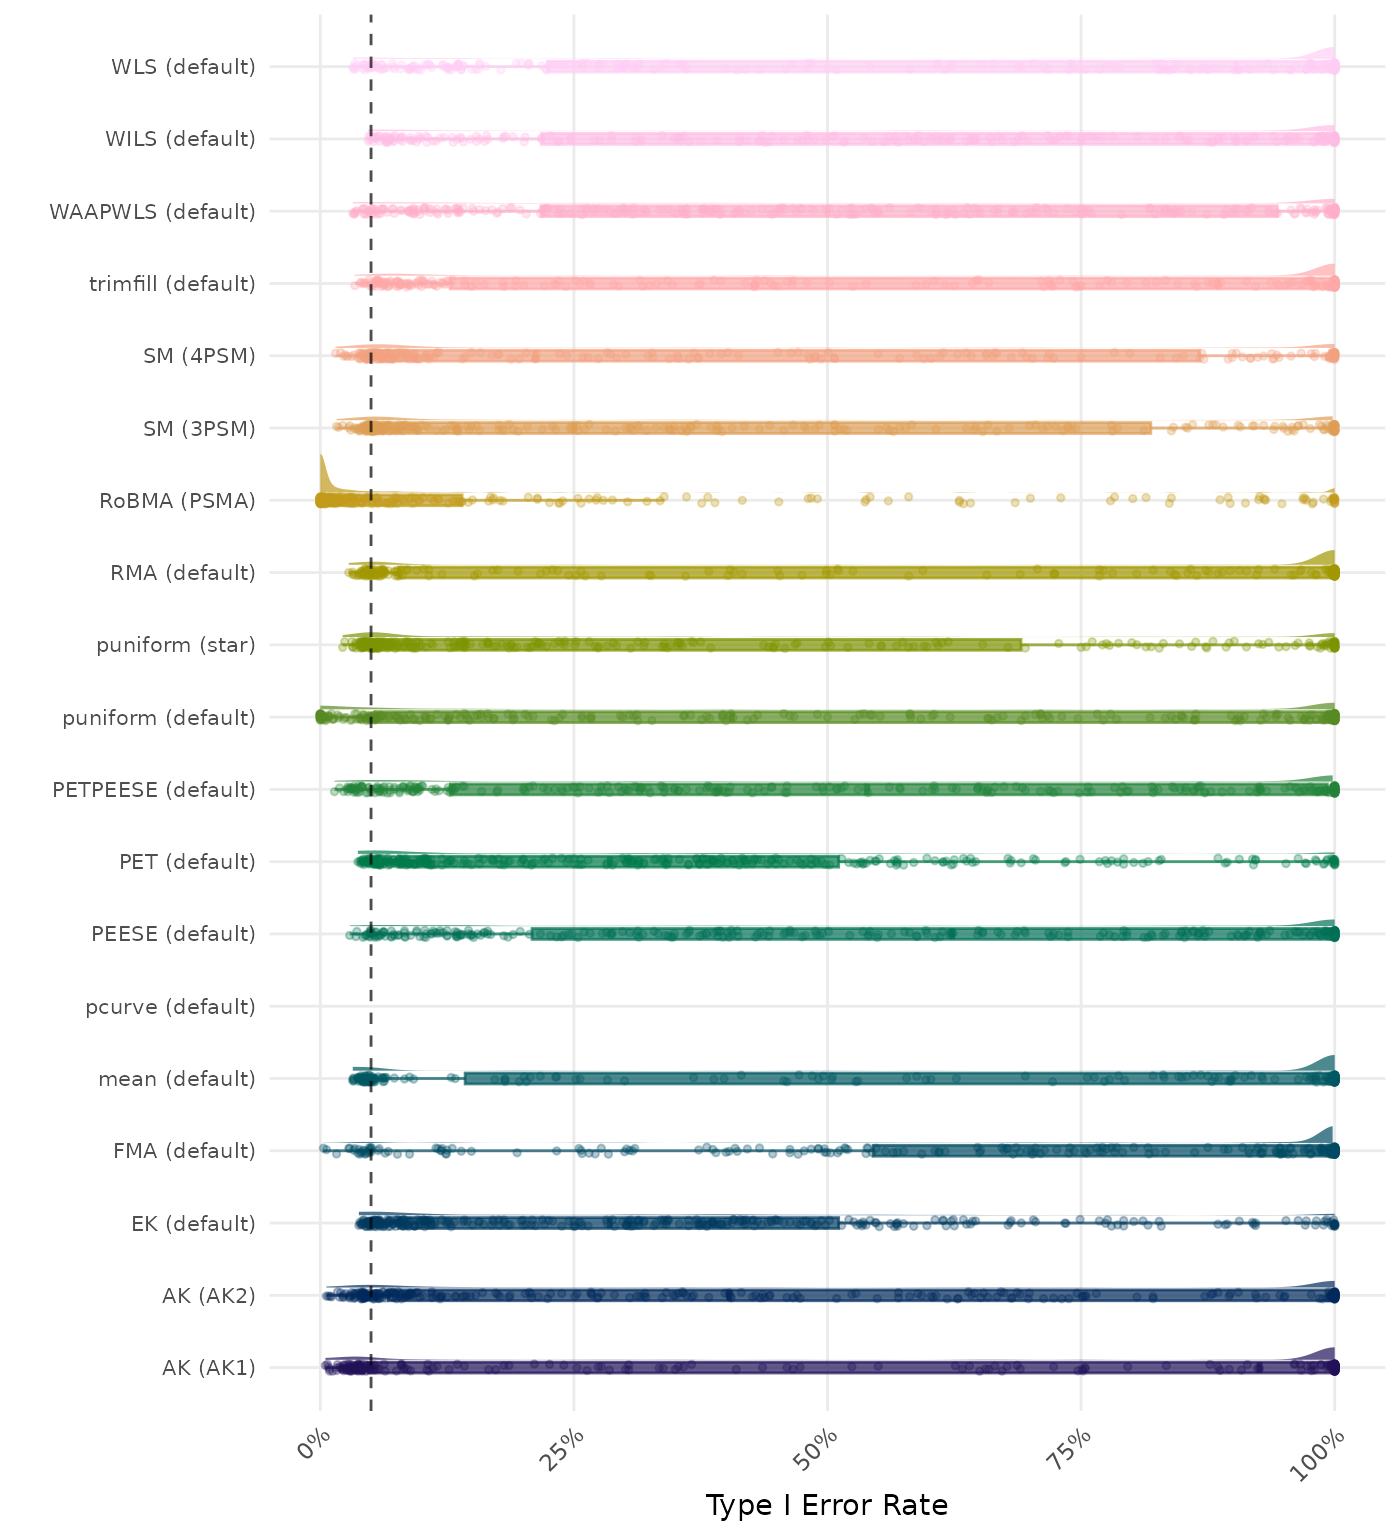 WLS (default)
WILS (default)
WAAPWLS (default)
trimfill (default)
SM (4PSM)
SM (3PSM)
RoBMA (PSMA)
RMA (default)
puniform (star)
puniform (default)
PETPEESE (default)
PET (default)
PEESE (default)
pcurve (default)
mean (default)
FMA (default)
EK (default)
AK (AK2)
AK (AK1)
0% 25% 50% 75% 100%
Type I Error Rate